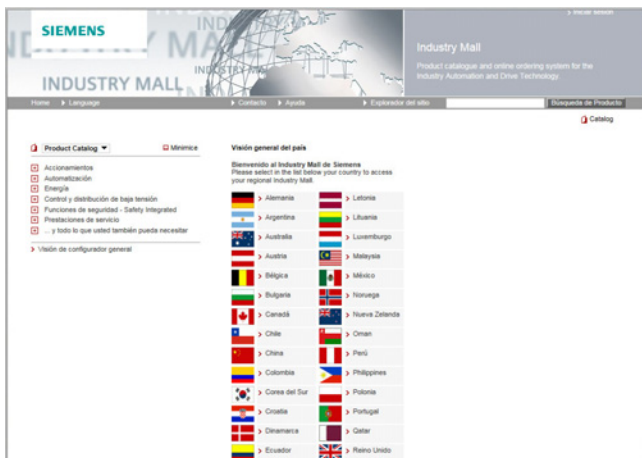 > Iniciar sesión
SIEMENS
INDUSTRY MALL
Industry Mall
Product catalogue and online ordering system for the
Industry Automation and Drive Technology.
Home > Language > Contacto > Ayuda > Explorador del sitio Búsqueda de Producto
Catalog
Product Catalog Minimice
Accionamientos
Automatización
Energía
Control y distribución de baja tensión
Funciones de seguridad - Safety Integrated
Prestaciones de servicio
... y todo lo que usted también pueda necesitar
> Visión de configurador general
Visión general del país
Bienvenido al Industry Mall de Siemens
Please select in the list below your country to access
your regional Industry Mall.
> Alemania > Letonia
> Argentina > Lituania
> Australia > Luxemburgo
> Austria > Malaysia
> Bélgica > México
> Bulgaria > Noruega
> Canadá > Nueva Zelanda
> Chile > Oman
> China > Perú
> Colombia > Philippines
> Corea del Sur > Polonia
> Croatia > Portugal
> Dinamarca > Qatar
> Ecuador > Reino Unido